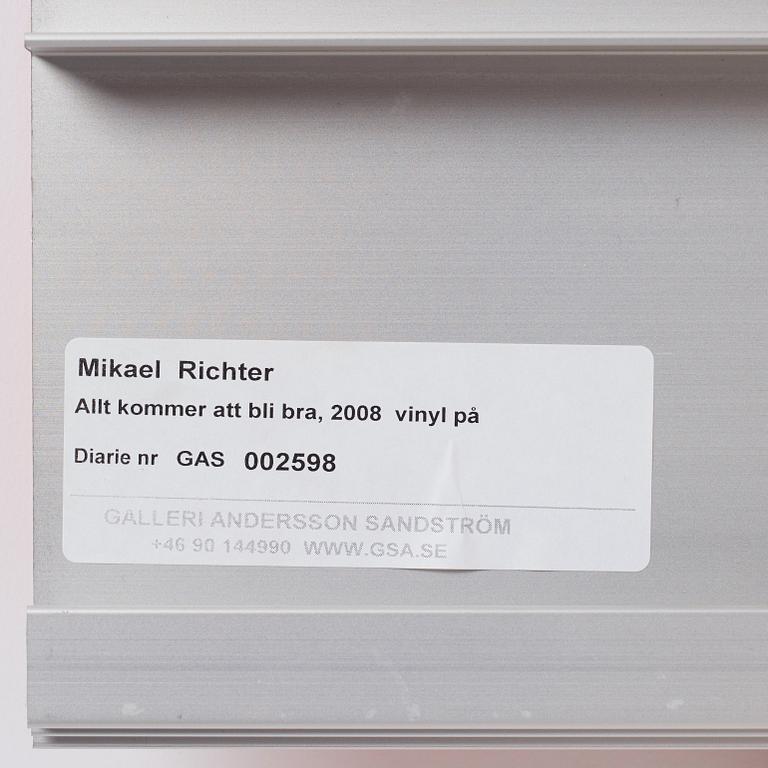 Mikael Richter
Allt kommer att bli bra, 2008 vinyl på
Diarie nr GAS 002598
GALLERI ANDERSSON SANDSTRÖM
+46 90 144990 WWW.GSA.SE